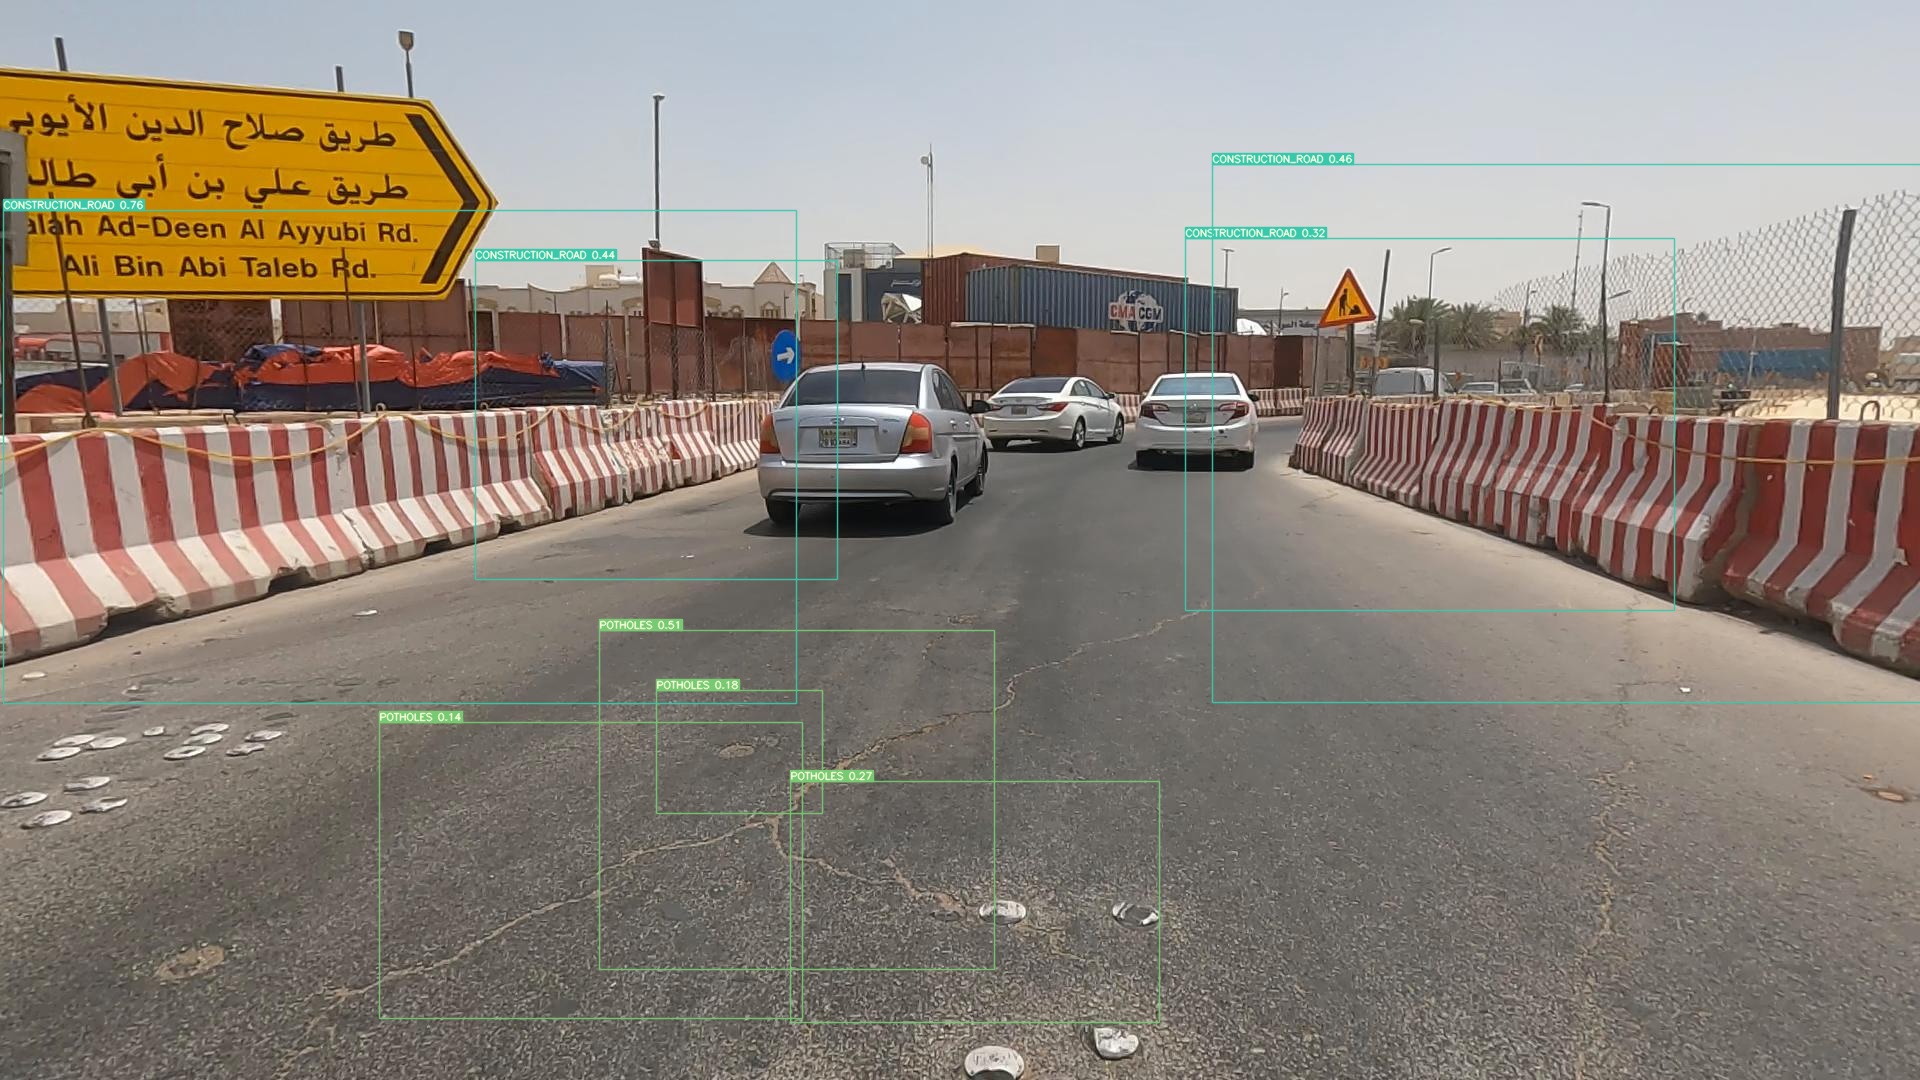 طريق صلاح الدين الأيوبي
طريق علي بن أبي طالب
alah Ad-Deen Al Ayyubi Rd.
Ali Bin Abi Taleb Rd.
CONSTRUCTION_ROAD 0.76
CONSTRUCTION_ROAD 0.44
CONSTRUCTION_ROAD 0.46
CONSTRUCTION_ROAD 0.32
CMA CGM
POTHOLES 0.51
POTHOLES 0.18
POTHOLES 0.14
POTHOLES 0.27